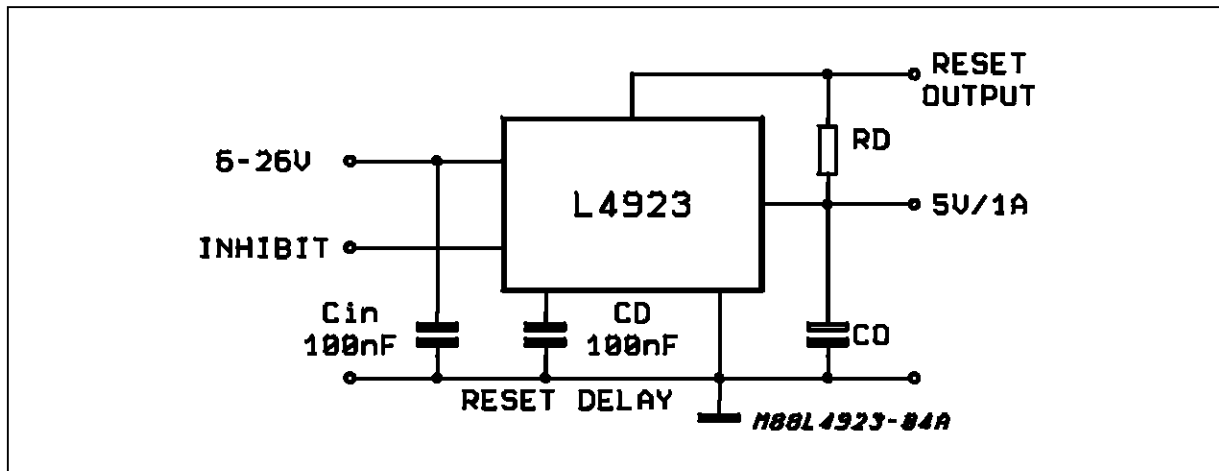 RESET
OUTPUT
RD
6-26V
L4923
5V/1A
INHIBIT
Cin
100nF
CD
100nF
CO
RESET DELAY
M88L4923-04A